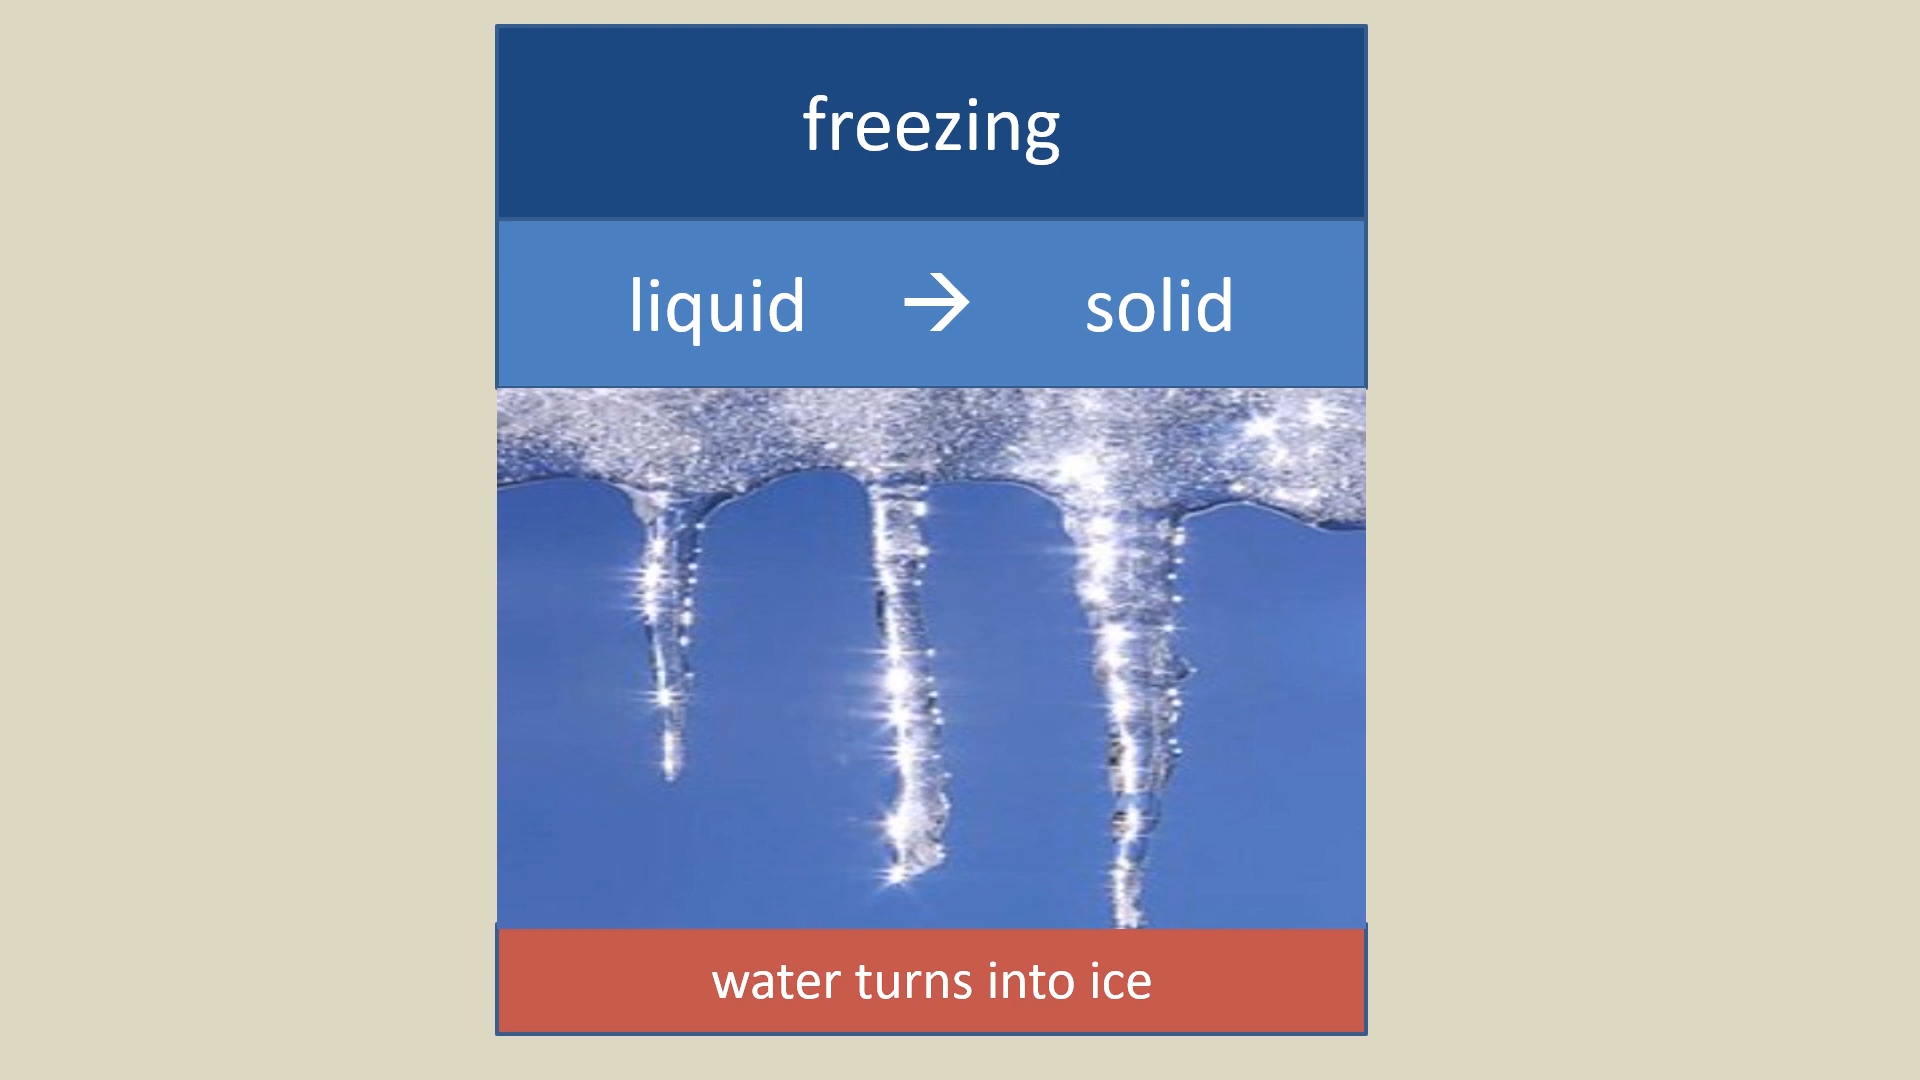 freezing
liquid → solid
water turns into ice